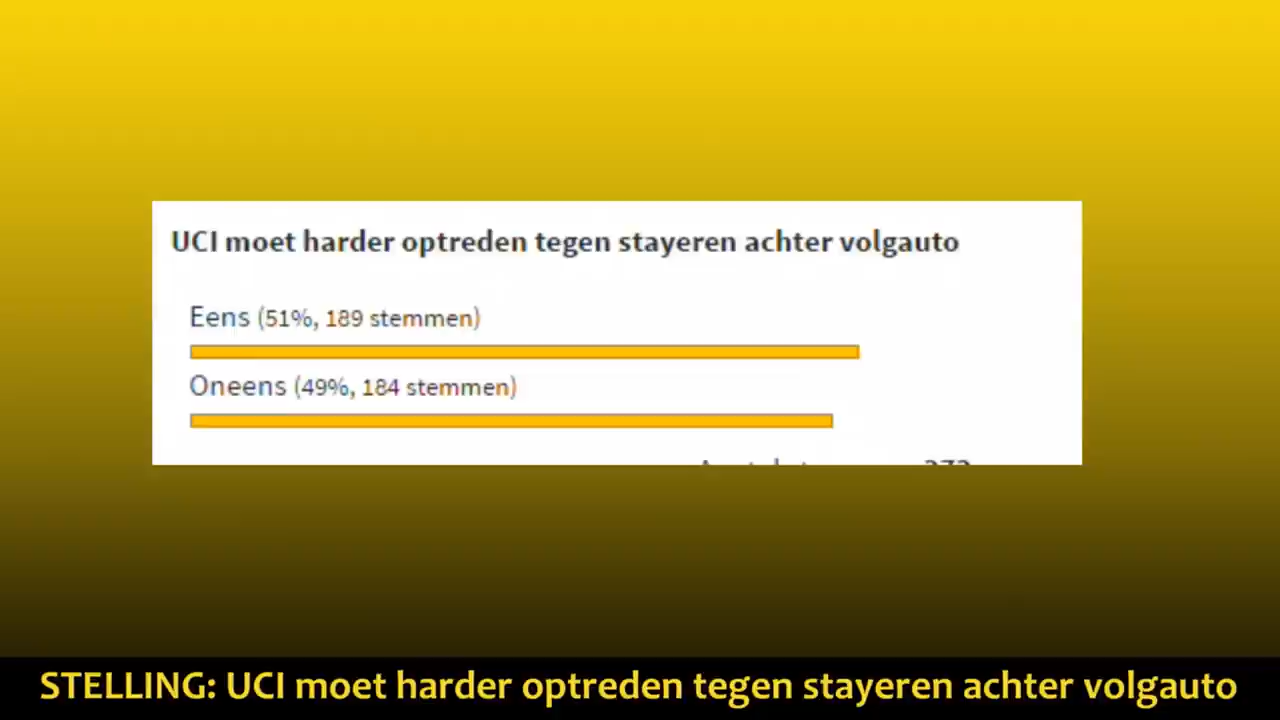 UCI moet harder optreden tegen stayeren achter volgauto
Eens (51%, 189 stemmen)
Oneens (49%, 184 stemmen)
STELLING: UCI moet harder optreden tegen stayeren achter volgauto